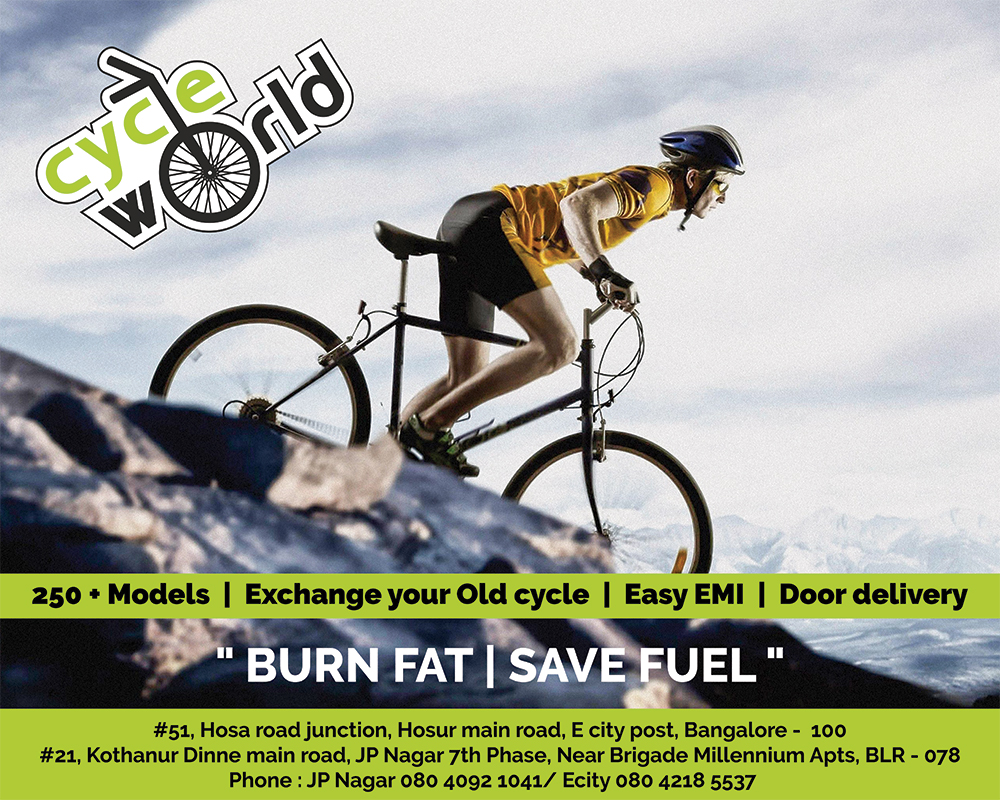 cycle
world
250 + Models | Exchange your Old cycle | Easy EMI | Door delivery
" BURN FAT | SAVE FUEL "
#51, Hosa road junction, Hosur main road, E city post, Bangalore - 100
#21, Kothanur Dinne main road, JP Nagar 7th Phase, Near Brigade Millennium Apts, BLR - 078
Phone : JP Nagar 080 4092 1041/ Ecity 080 4218 5537